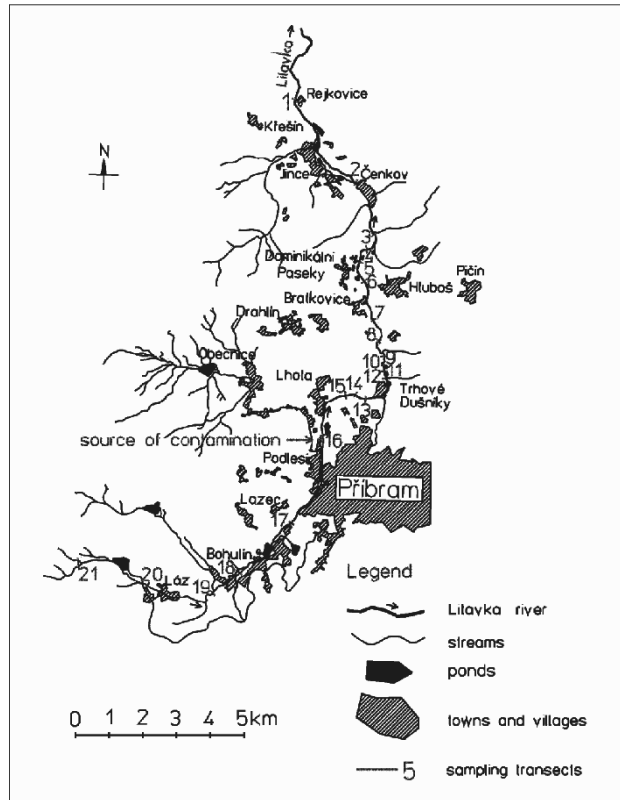 Litavka
1
Rejkovice
Křešín
N
Jince
2
Čenkov
3
4
Dominikální
Paseky
5
6
Hluboš
Pičín
Bratkovice
7
Drahlín
8
Obecnice
9
10
11
Lhota
12
15
14
Trhové
Dušníky
13
source of contamination
16
Podlesí
Příbram
Lazec
17
Bohutín
18
21
20
Láz
19
Legend
Litavka river
streams
ponds
towns and villages
5 sampling transects
0 1 2 3 4 5km